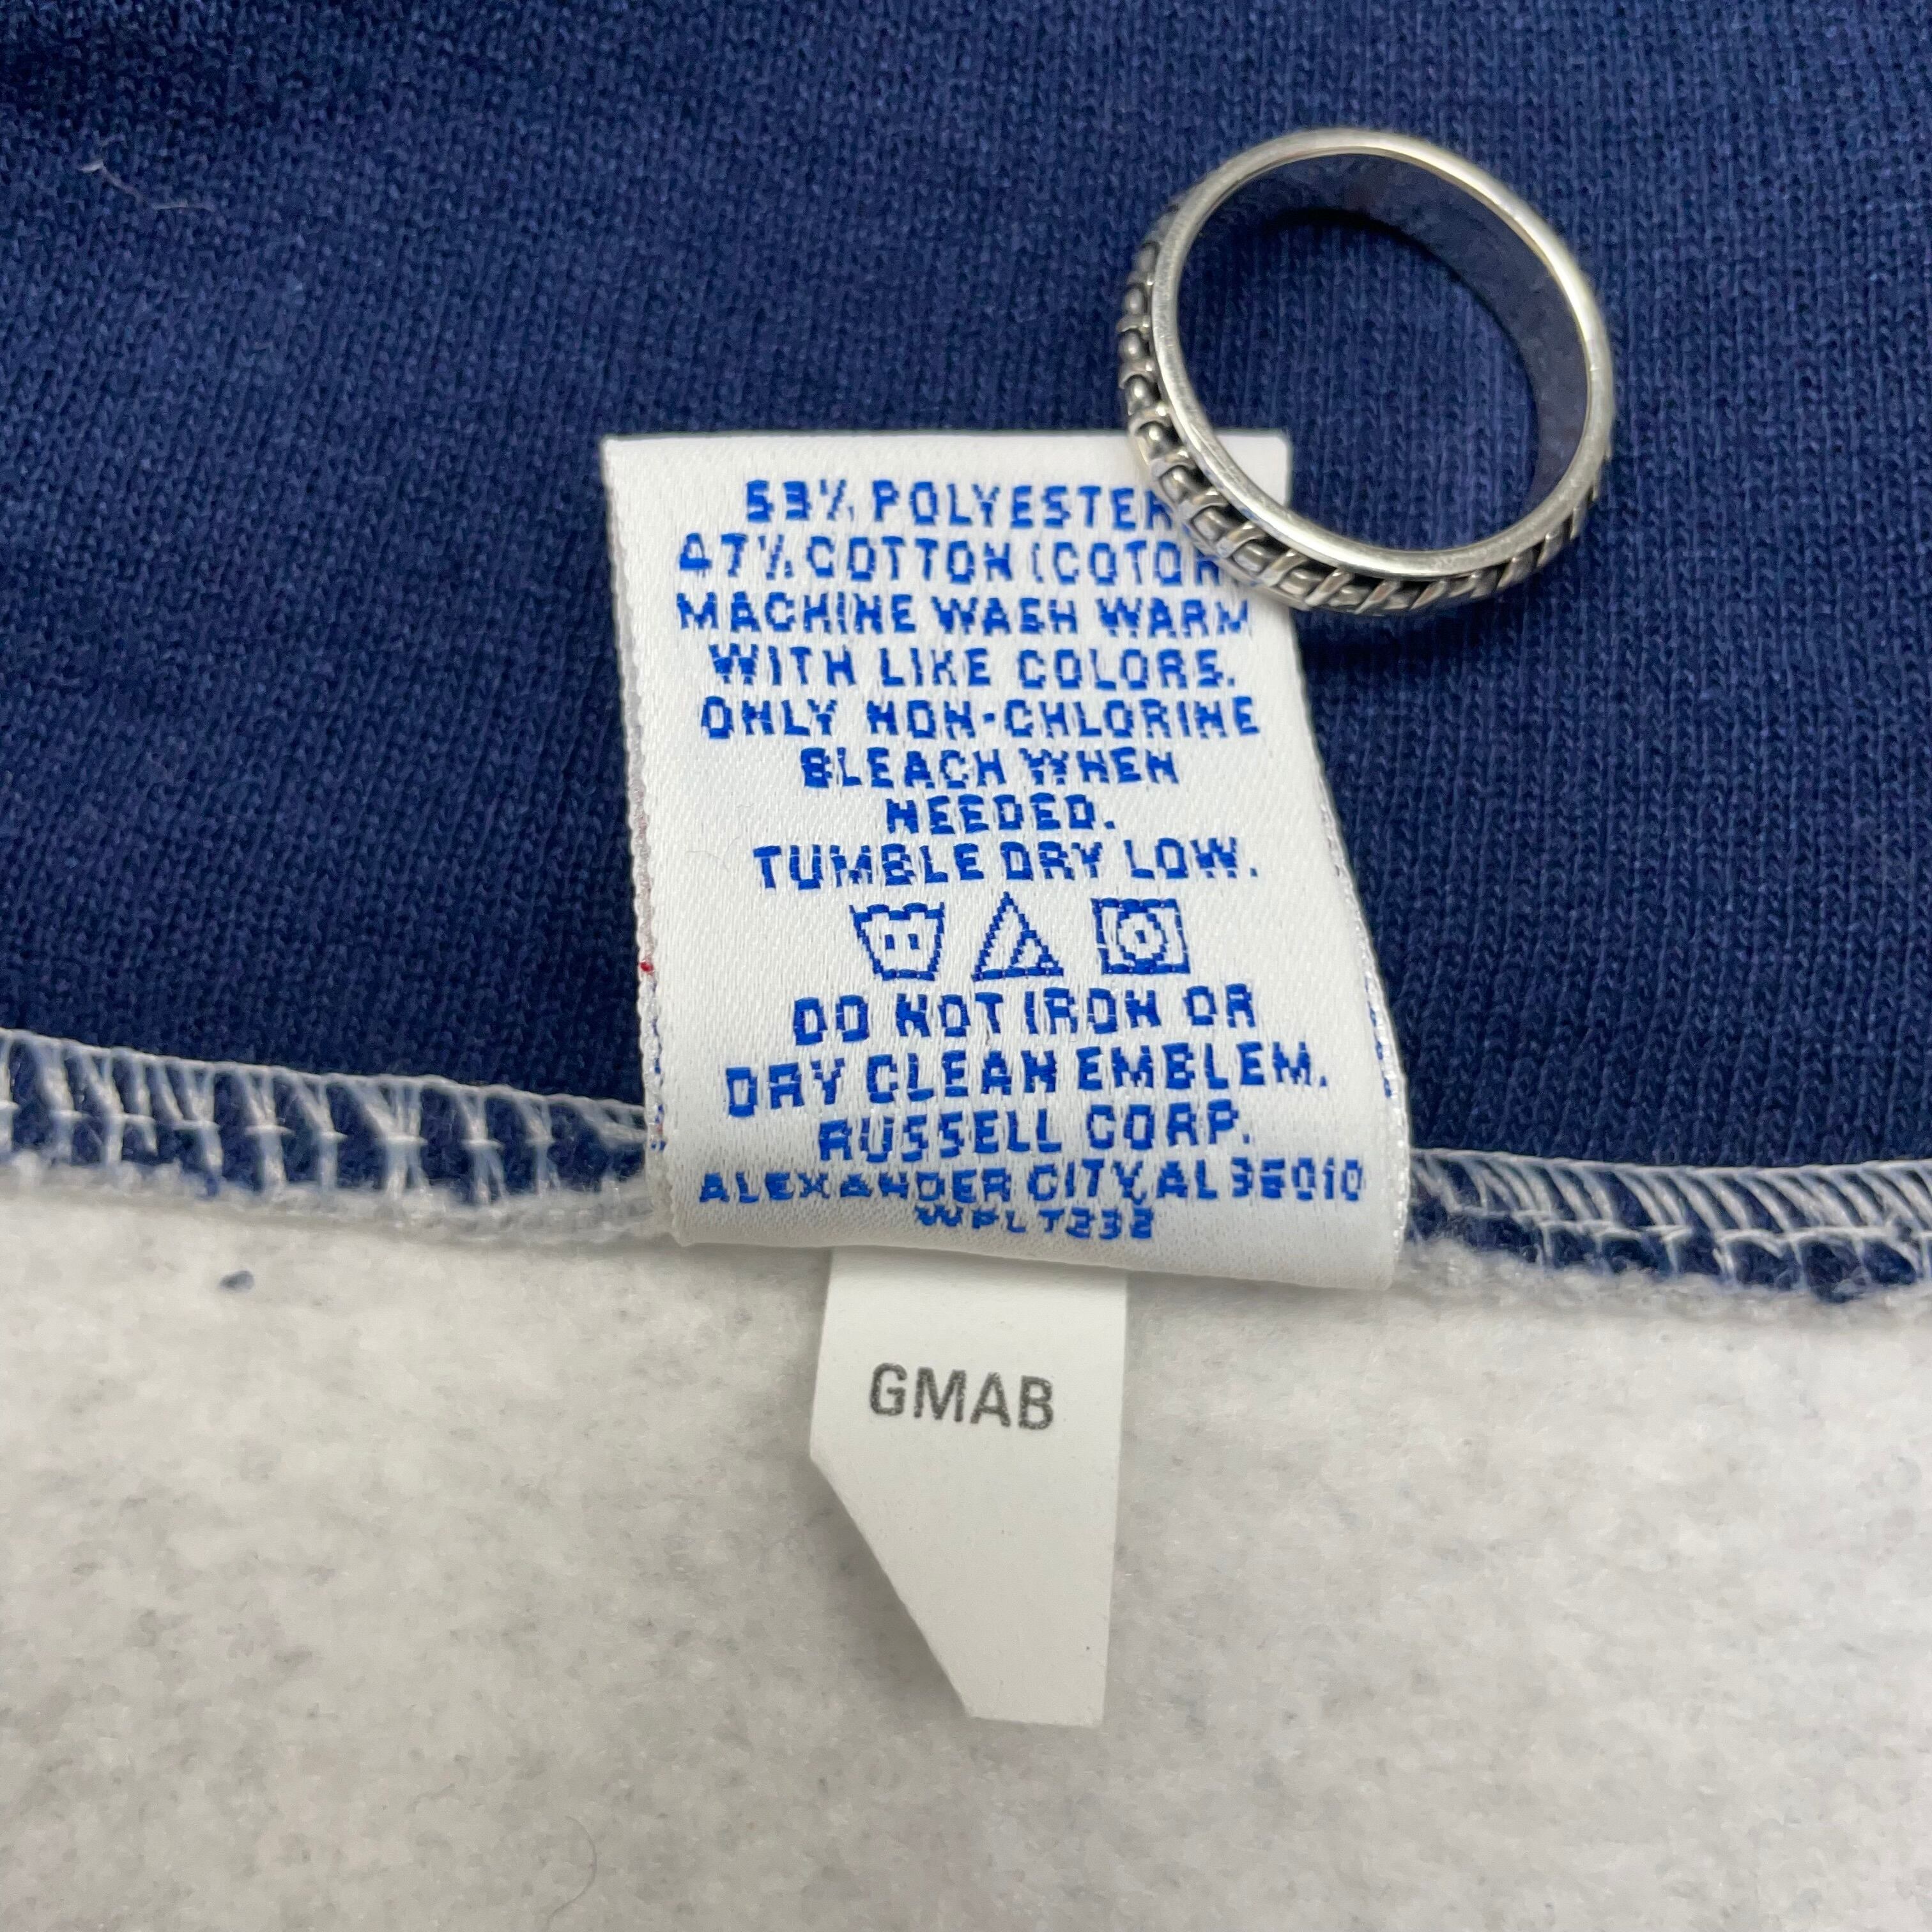 53% POLYESTER
47% COTTON (COTON
MACHINE WASH WARM
WITH LIKE COLORS.
ONLY NON-CHLORINE
BLEACH WHEN
NEEDED.
TUMBLE DRY LOW.
DO NOT IRON OR
DRY CLEAN EMBLEM.
RUSSELL CORP.
ALEXANDER CITY, AL 35010
WPLT232
GMAB